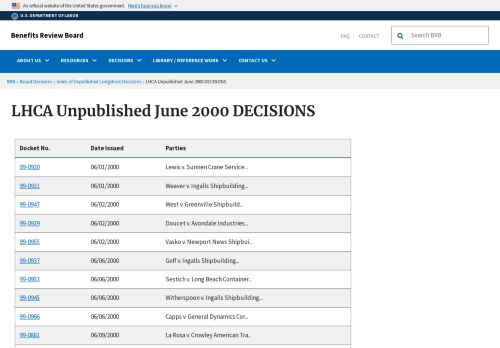 An official website of the United States government. Here's how you know
U.S. DEPARTMENT OF LABOR
Benefits Review Board
FAQ CONTACT
Search BRB
ABOUT US RESOURCES DECISIONS LIBRARY / REFERENCE WORK CONTACT US
BRB › Board Decisions › Index of Unpublished Longshore Decisions › LHCA Unpublished June 2000 DECISIONS
LHCA Unpublished June 2000 DECISIONS
Docket No. Date Issued Parties
99-0920 06/01/2000 Lewis v. Sunnen Crane Service...
99-0921 06/01/2000 Weaver v. Ingalls Shipbuilding...
99-0947 06/02/2000 West v. Greenville Shipbuild...
99-0929 06/02/2000 Doucet v. Avondale Industries...
99-0955 06/02/2000 Vasko v. Newport News Shipbui...
99-0937 06/06/2000 Goff v. Ingalls Shipbuilding...
99-0953 06/06/2000 Sestich v. Long Beach Container...
99-0945 06/06/2000 Witherspoon v. Ingalls Shipbuilding...
99-0966 06/06/2000 Capps v. General Dynamics Cor...
99-0861 06/09/2000 La Rosa v. Crowley American Tra...